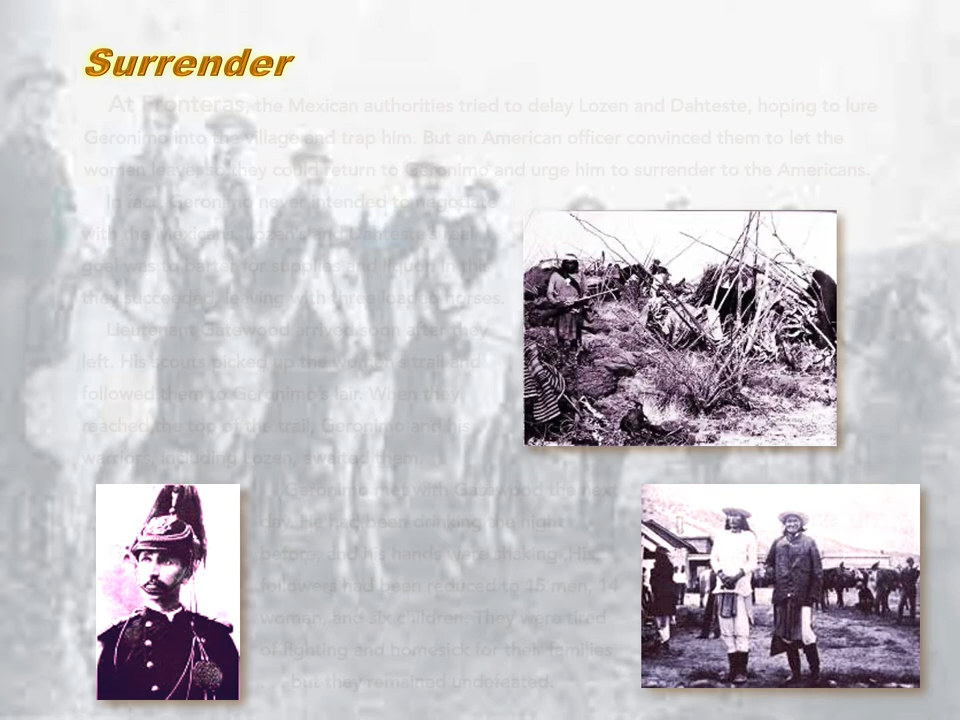 Surrender
At Fronteras, the Mexican authorities tried to delay Lozen and Dahteste, hoping to lure
Geronimo into the village and trap him. But an American officer convinced them to let the
women leave, so they could return to Geronimo and urge him to surrender to the Americans.
In fact, Geronimo never intended to negotiate
with the Mexicans. Lozen's and Dahteste's real
goal was to barter for supplies and liquor. In this
they succeeded, leaving with three loaded horses.
Lieutenant Gatewood arrived soon after they
left. His scouts picked up the women's trail and
followed them to Geronimo's lair. When they
reached the top of the trail, Geronimo and his
warriors, including Lozen, awaited them.
Geronimo met with Gatewood the next
day. He had been drinking the night
before, and his hands were shaking. His
followers had been reduced to 15 men, 14
women, and six children. They were tired
of fighting and homesick for their families
. . . but they remained undefeated.